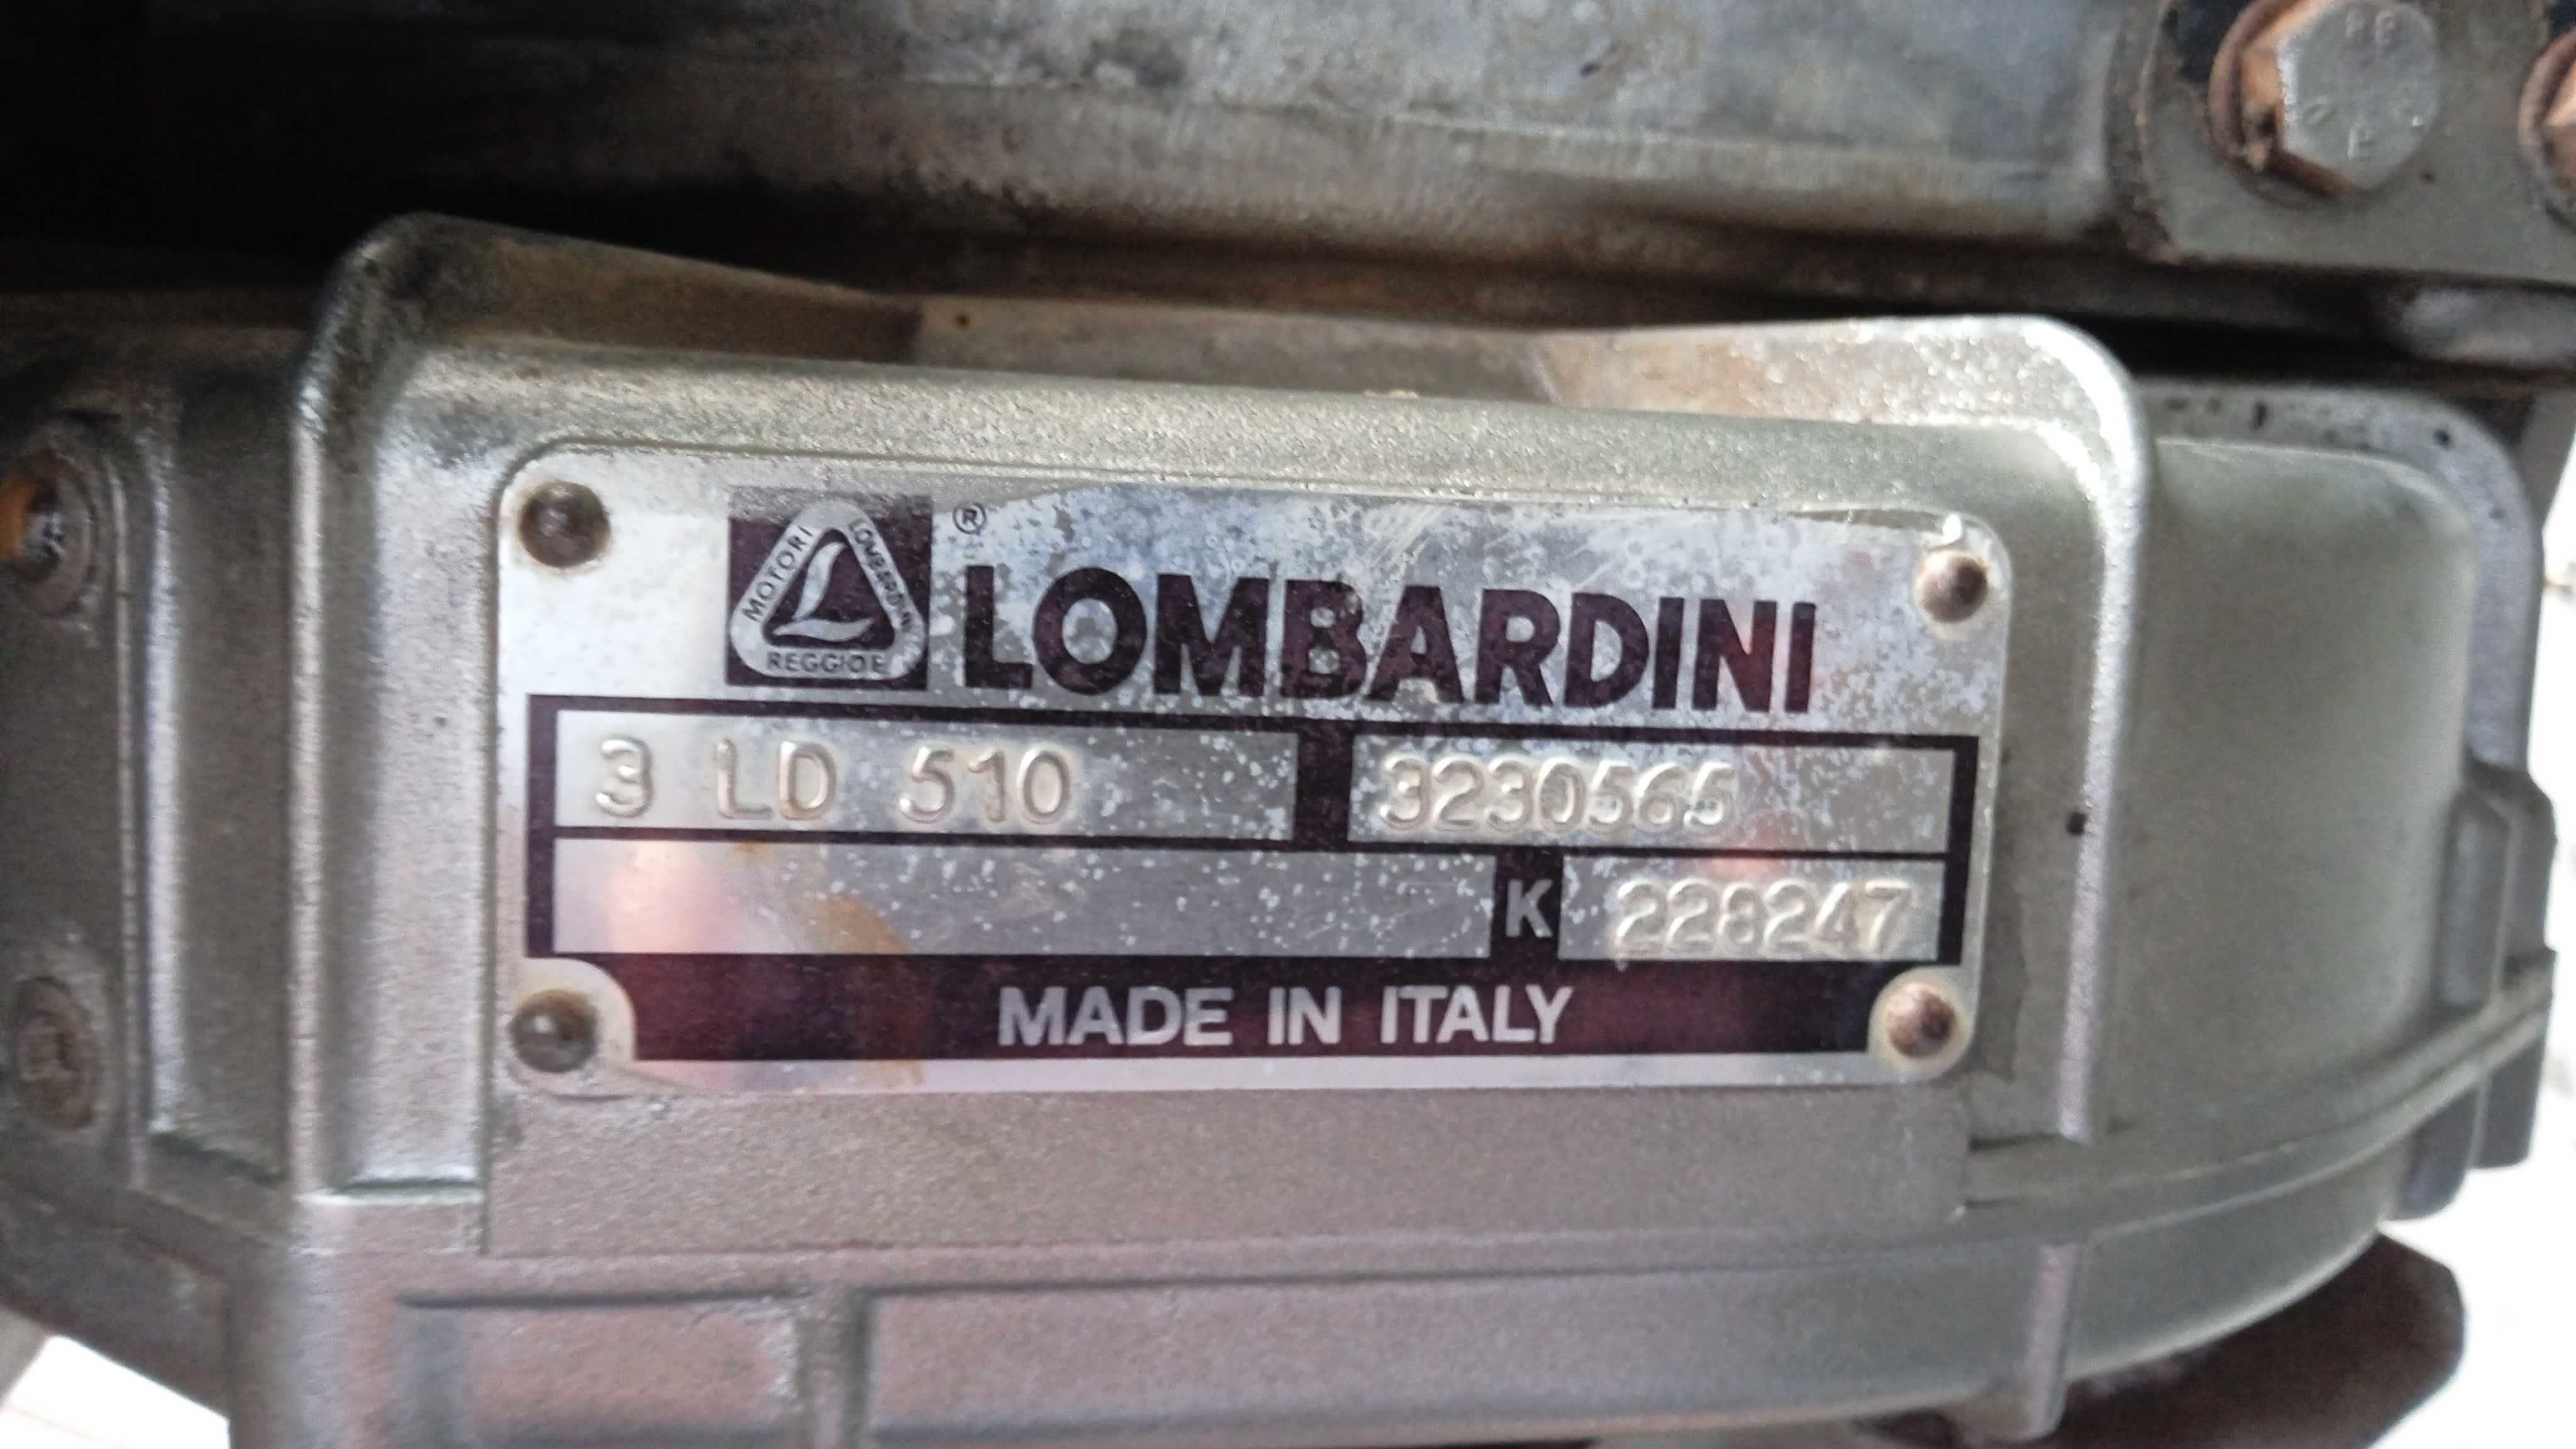 MOTORI LOMBARDINI REGGIO E
®
LOMBARDINI
3 LD 510 3230565
K 228247
MADE IN ITALY